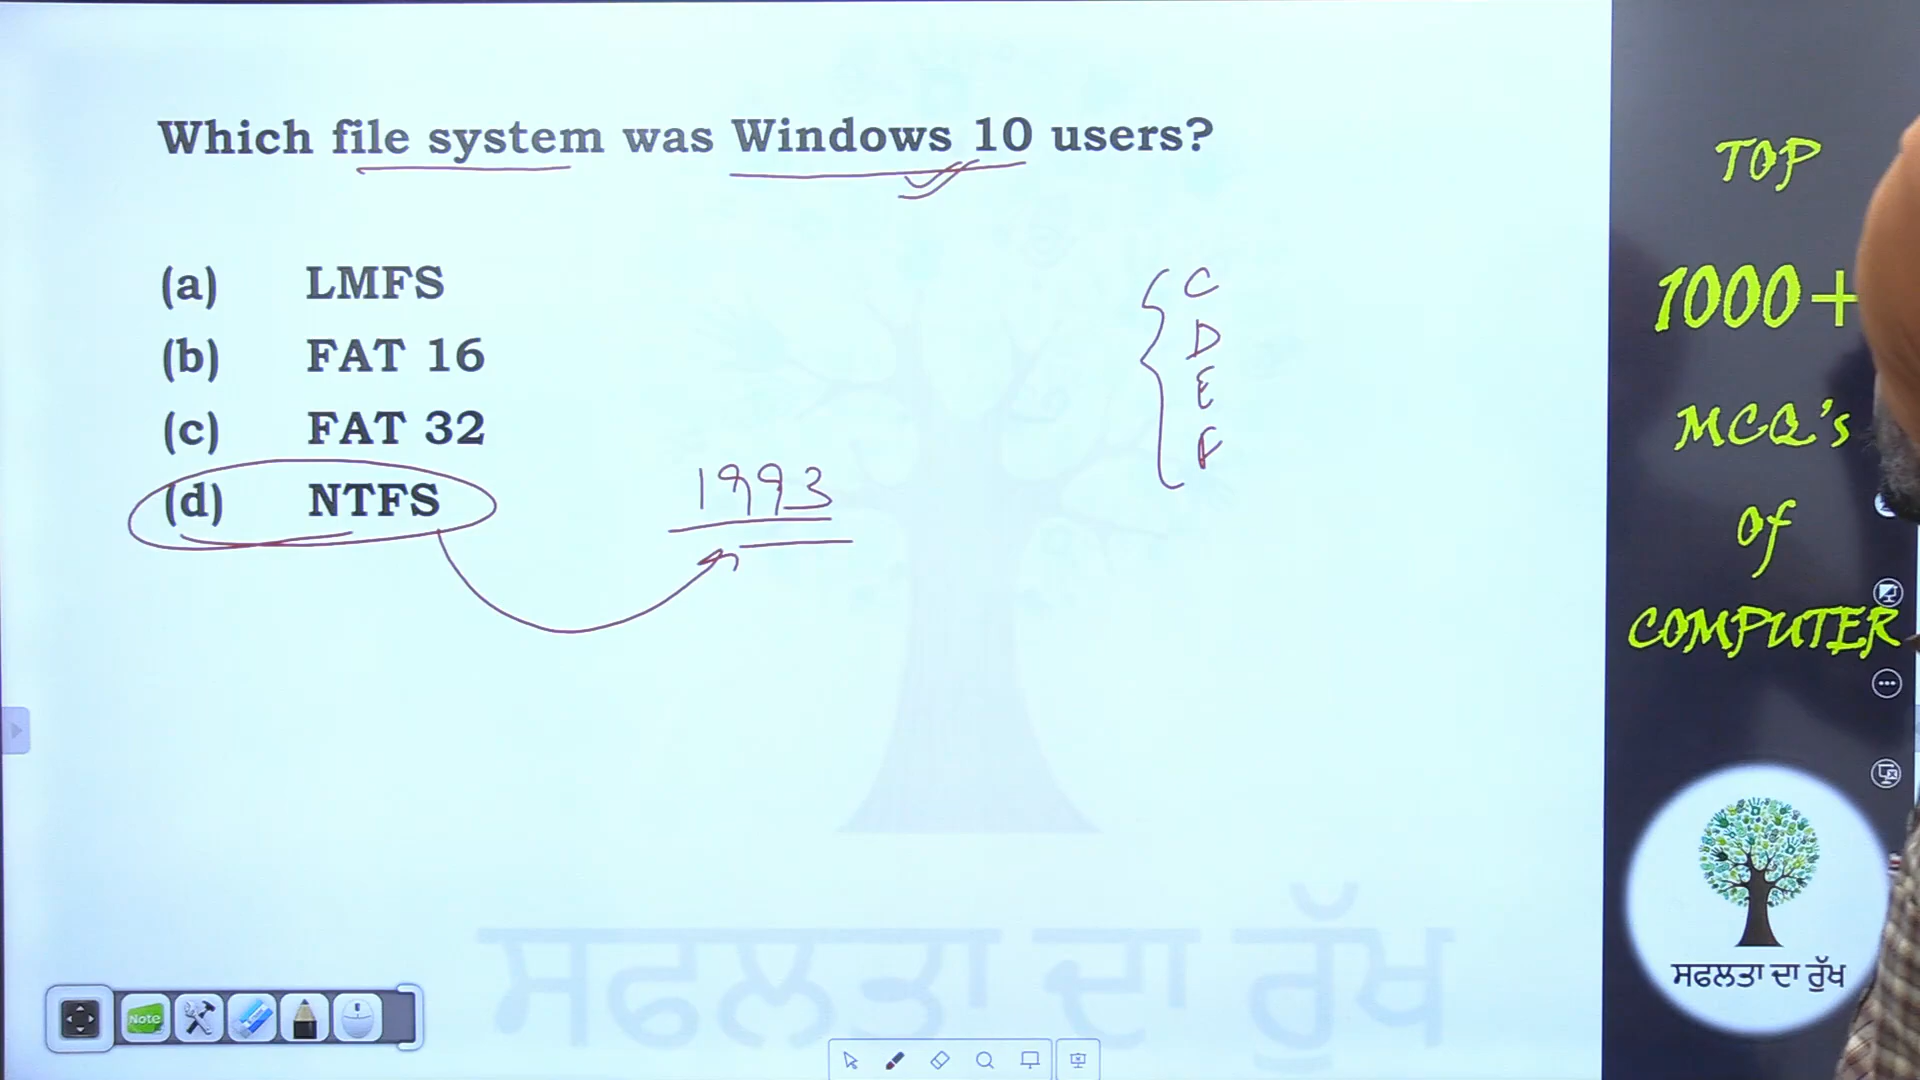 Which file system was Windows 10 users?
(a) LMFS
(b) FAT 16
(c) FAT 32
(d) NTFS
1993
C
D
E
F
TOP
1000+
MCQ's
Of
COMPUTER
ਸਫਲਤਾ ਦਾ ਰੁੱਖ
ਸਫਲਤਾ ਦਾ ਰੁੱਖ
Note